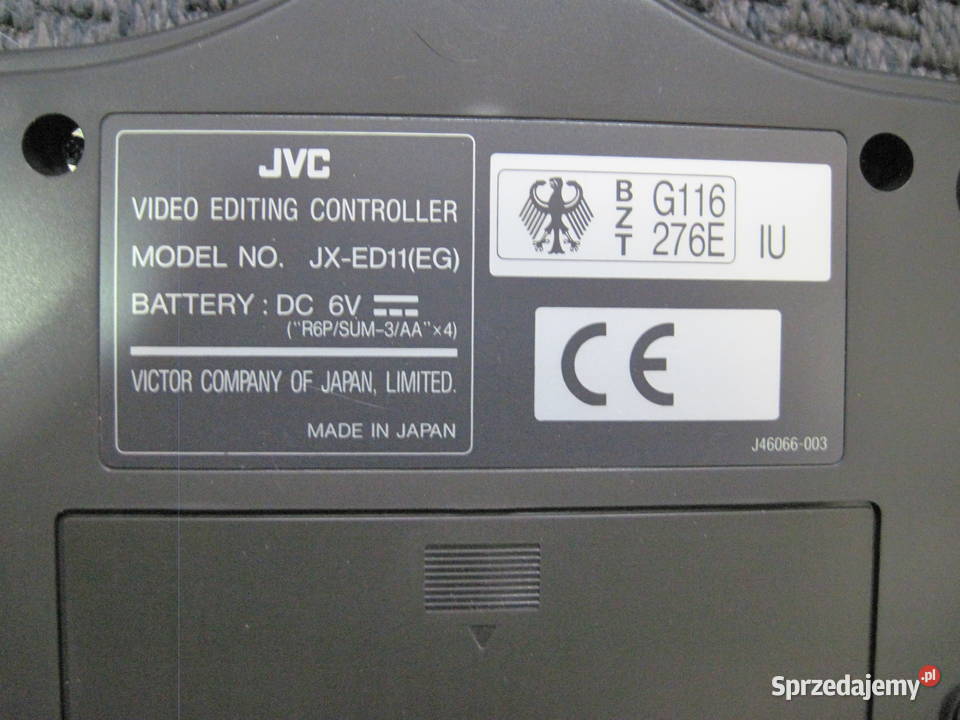 JVC
VIDEO EDITING CONTROLLER
MODEL NO. JX-ED11(EG)
BATTERY : DC 6V
("R6P/SUM-3/AA"×4)
VICTOR COMPANY OF JAPAN, LIMITED.
MADE IN JAPAN
BZT
G116
276E
IU
CE
J46066-003
Sprzedajemy.pl